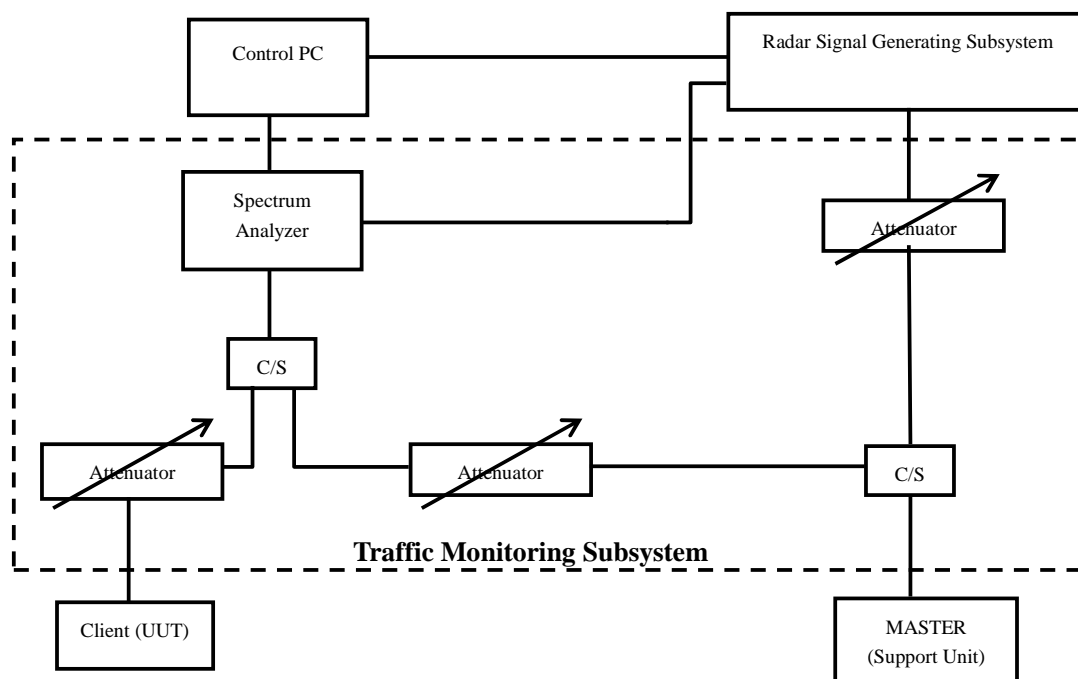 Control PC
Radar Signal Generating Subsystem
Spectrum
Analyzer
Attenuator
C/S
Attenuator
Attenuator
C/S
Traffic Monitoring Subsystem
Client (UUT)
MASTER
(Support Unit)